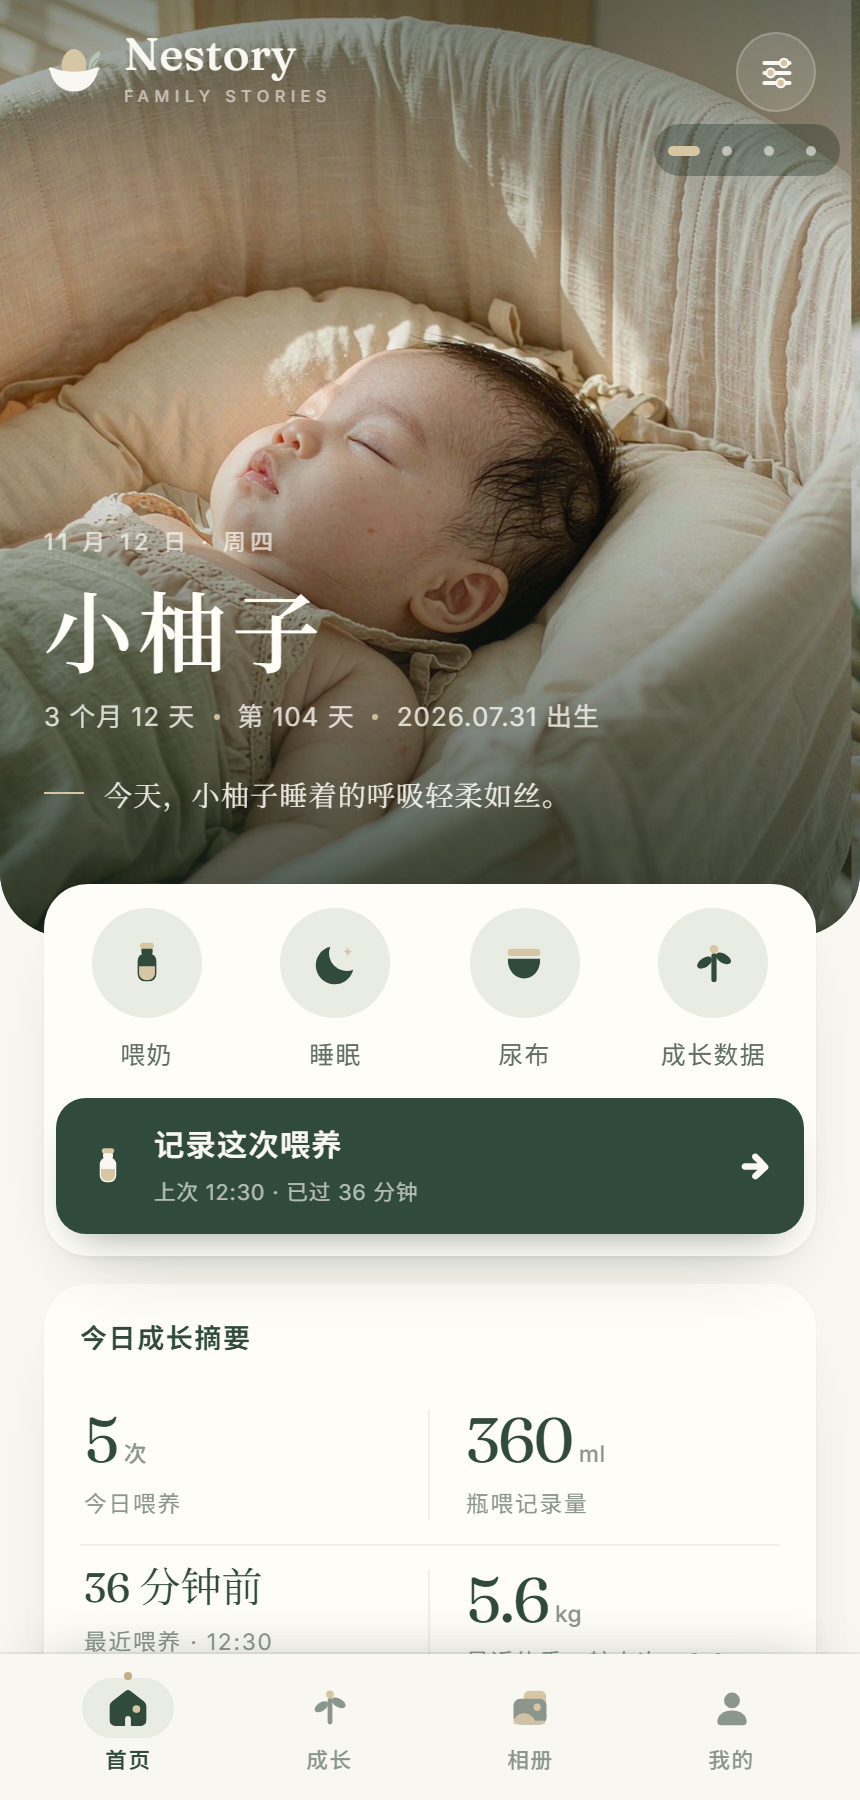 Nestory
FAMILY STORIES
11 月 12 日 · 周四
小柚子
3 个月 12 天 • 第 104 天 • 2026.07.31 出生
今天，小柚子睡着的呼吸轻柔如丝。
喂奶 睡眠 尿布 成长数据
记录这次喂养
上次 12:30 · 已过 36 分钟
今日成长摘要
5 次 360 ml
今日喂养 瓶喂记录量
36 分钟前 5.6 kg
最近喂养 · 12:30
首页 成长 相册 我的